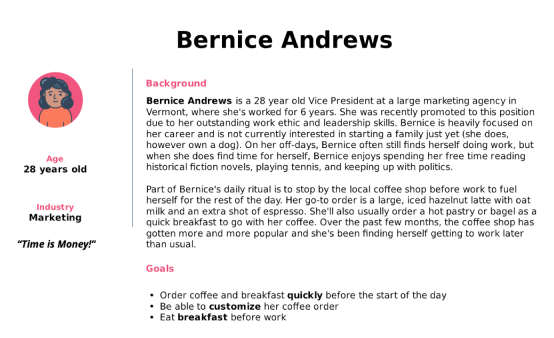 Bernice Andrews
Age
28 years old
Industry
Marketing
“Time is Money!”
Background
Bernice Andrews is a 28 year old Vice President at a large marketing agency in
Vermont, where she's worked for 6 years. She was recently promoted to this position
due to her outstanding work ethic and leadership skills. Bernice is heavily focused on
her career and is not currently interested in starting a family just yet (she does,
however own a dog). On her off-days, Bernice often still finds herself doing work, but
when she does find time for herself, Bernice enjoys spending her free time reading
historical fiction novels, playing tennis, and keeping up with politics.
Part of Bernice's daily ritual is to stop by the local coffee shop before work to fuel
herself for the rest of the day. Her go-to order is a large, iced hazelnut latte with oat
milk and an extra shot of espresso. She'll also usually order a hot pastry or bagel as a
quick breakfast to go with her coffee. Over the past few months, the coffee shop has
gotten more and more popular and she's been finding herself getting to work later
than usual.
Goals
• Order coffee and breakfast quickly before the start of the day
• Be able to customize her coffee order
• Eat breakfast before work